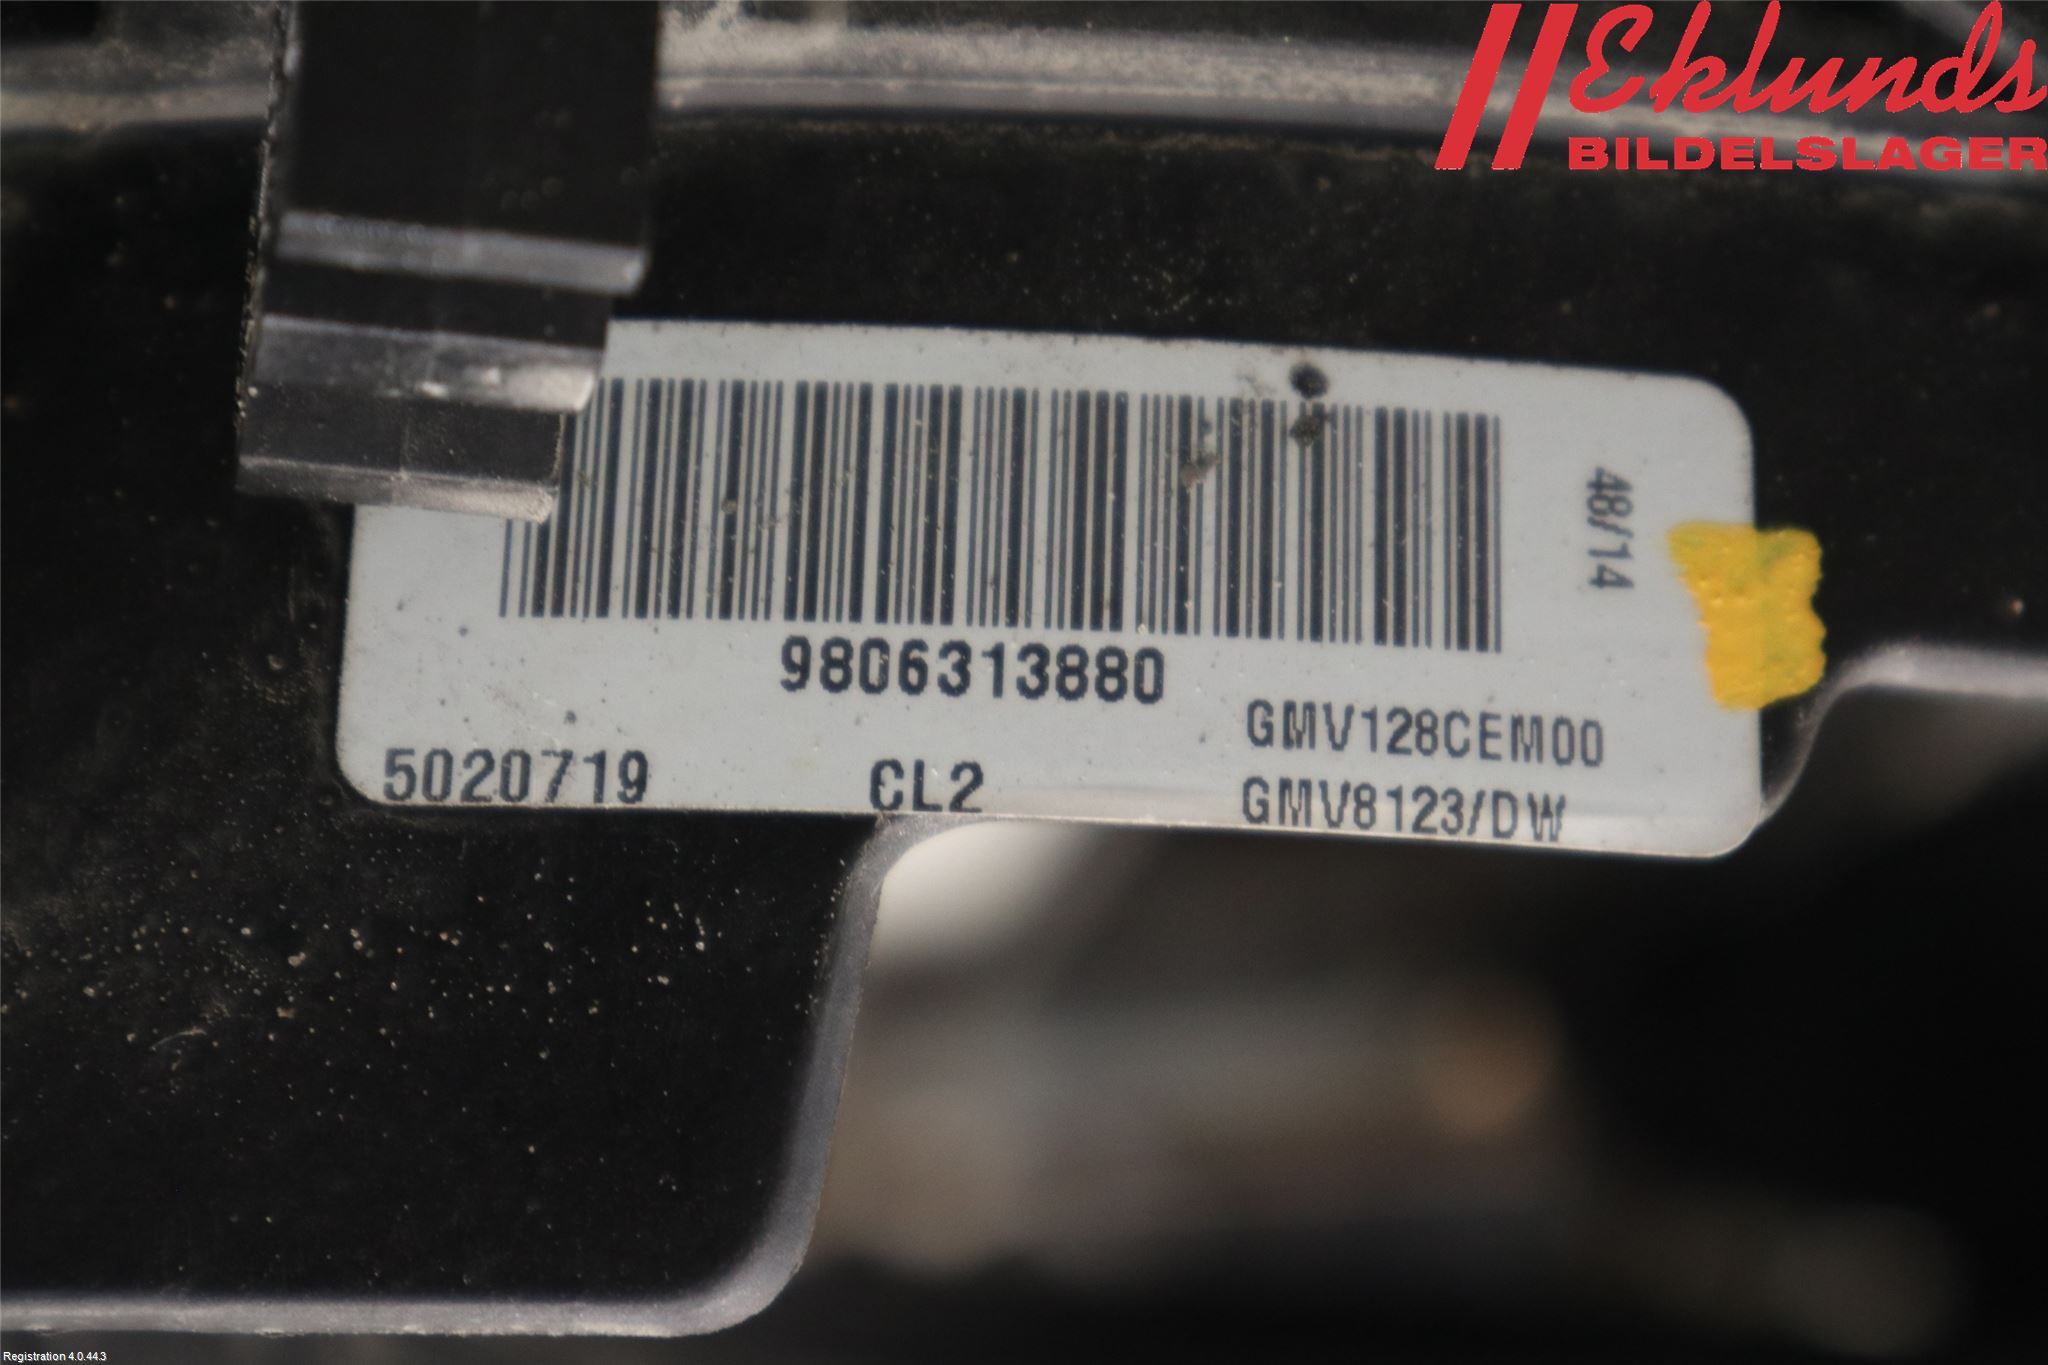 Eklunds
BILDELSLAGER
48/14
9806313880
GMV128CEM00
5020719
CL2
GMV8123/DW
Registration 4.0.44.3